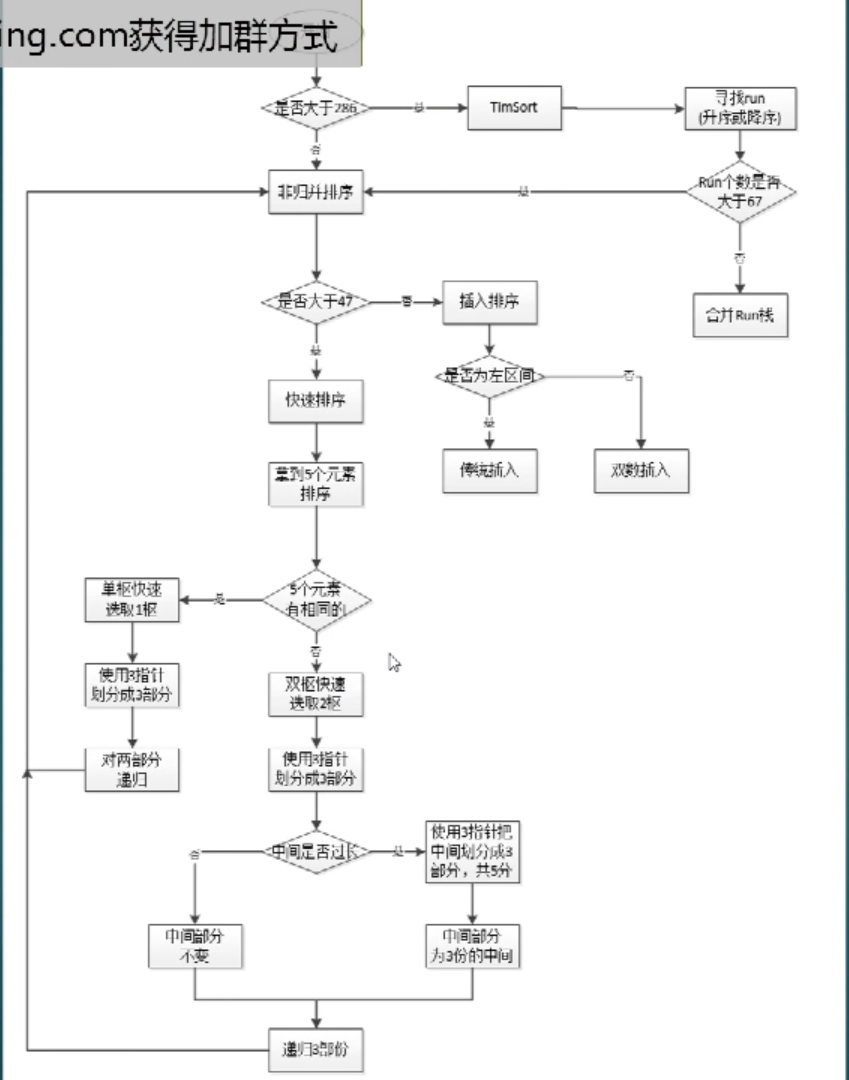 ing.com获得加群方式
是否大于286
是
TimSort
寻找run
(升序或降序)
否
非归并排序
是
Run个数是否
大于67
否
合并Run栈
是否大于47
否
插入排序
是
快速排序
是否为左区间
否
是
传统插入
双数插入
拿到5个元素
排序
5个元素
有相同的
是
单枢快速
选取1枢
使用3指针
划分成3部分
对两部分
递归
否
双枢快速
选取2枢
使用3指针
划分成3部分
中间是否过长
否
是
使用3指针把
中间划分成3
部分，共5分
中间部分
不变
中间部分
为3份的中间
递归3部份